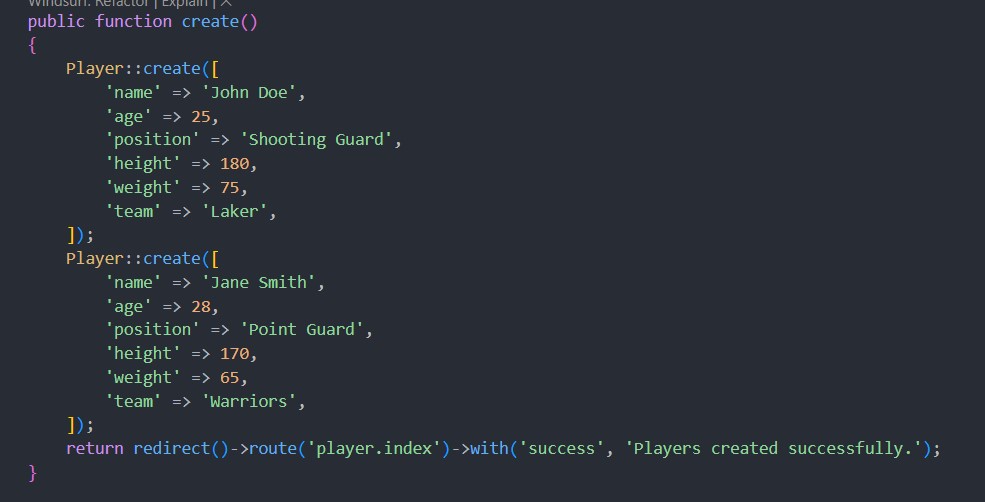 Windsurf: Refactor | Explain | ×
public function create()
{
    Player::create([
        'name' => 'John Doe',
        'age' => 25,
        'position' => 'Shooting Guard',
        'height' => 180,
        'weight' => 75,
        'team' => 'Laker',
    ]);
    Player::create([
        'name' => 'Jane Smith',
        'age' => 28,
        'position' => 'Point Guard',
        'height' => 170,
        'weight' => 65,
        'team' => 'Warriors',
    ]);
    return redirect()->route('player.index')->with('success', 'Players created successfully.');
}